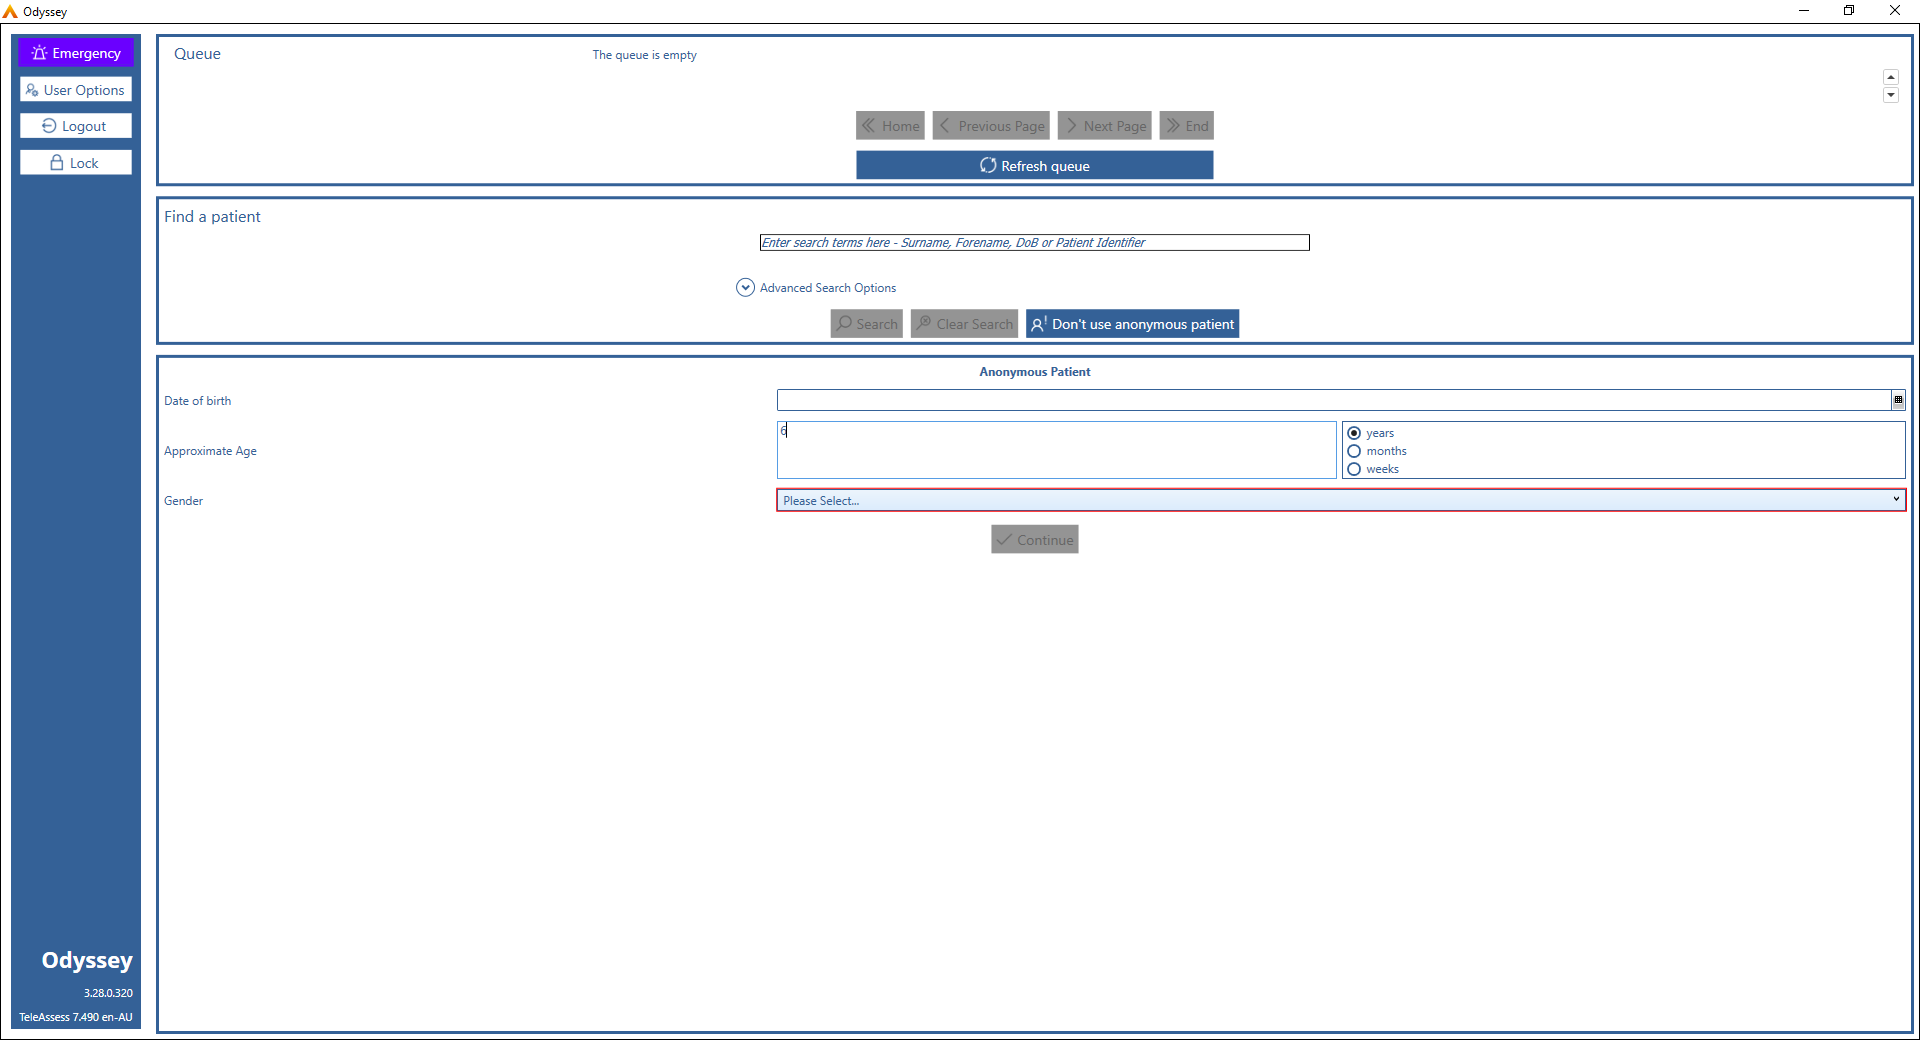 Odyssey
Emergency
User Options
Logout
Lock
Queue
The queue is empty
Home
Previous Page
Next Page
End
Refresh queue
Find a patient
Enter search terms here - Surname, Forename, DoB or Patient Identifier
Advanced Search Options
Search
Clear Search
Don't use anonymous patient
Anonymous Patient
Date of birth
Approximate Age
6
years
months
weeks
Gender
Please Select...
Continue
Odyssey
3.28.0.320
TeleAssess 7.490 en-AU